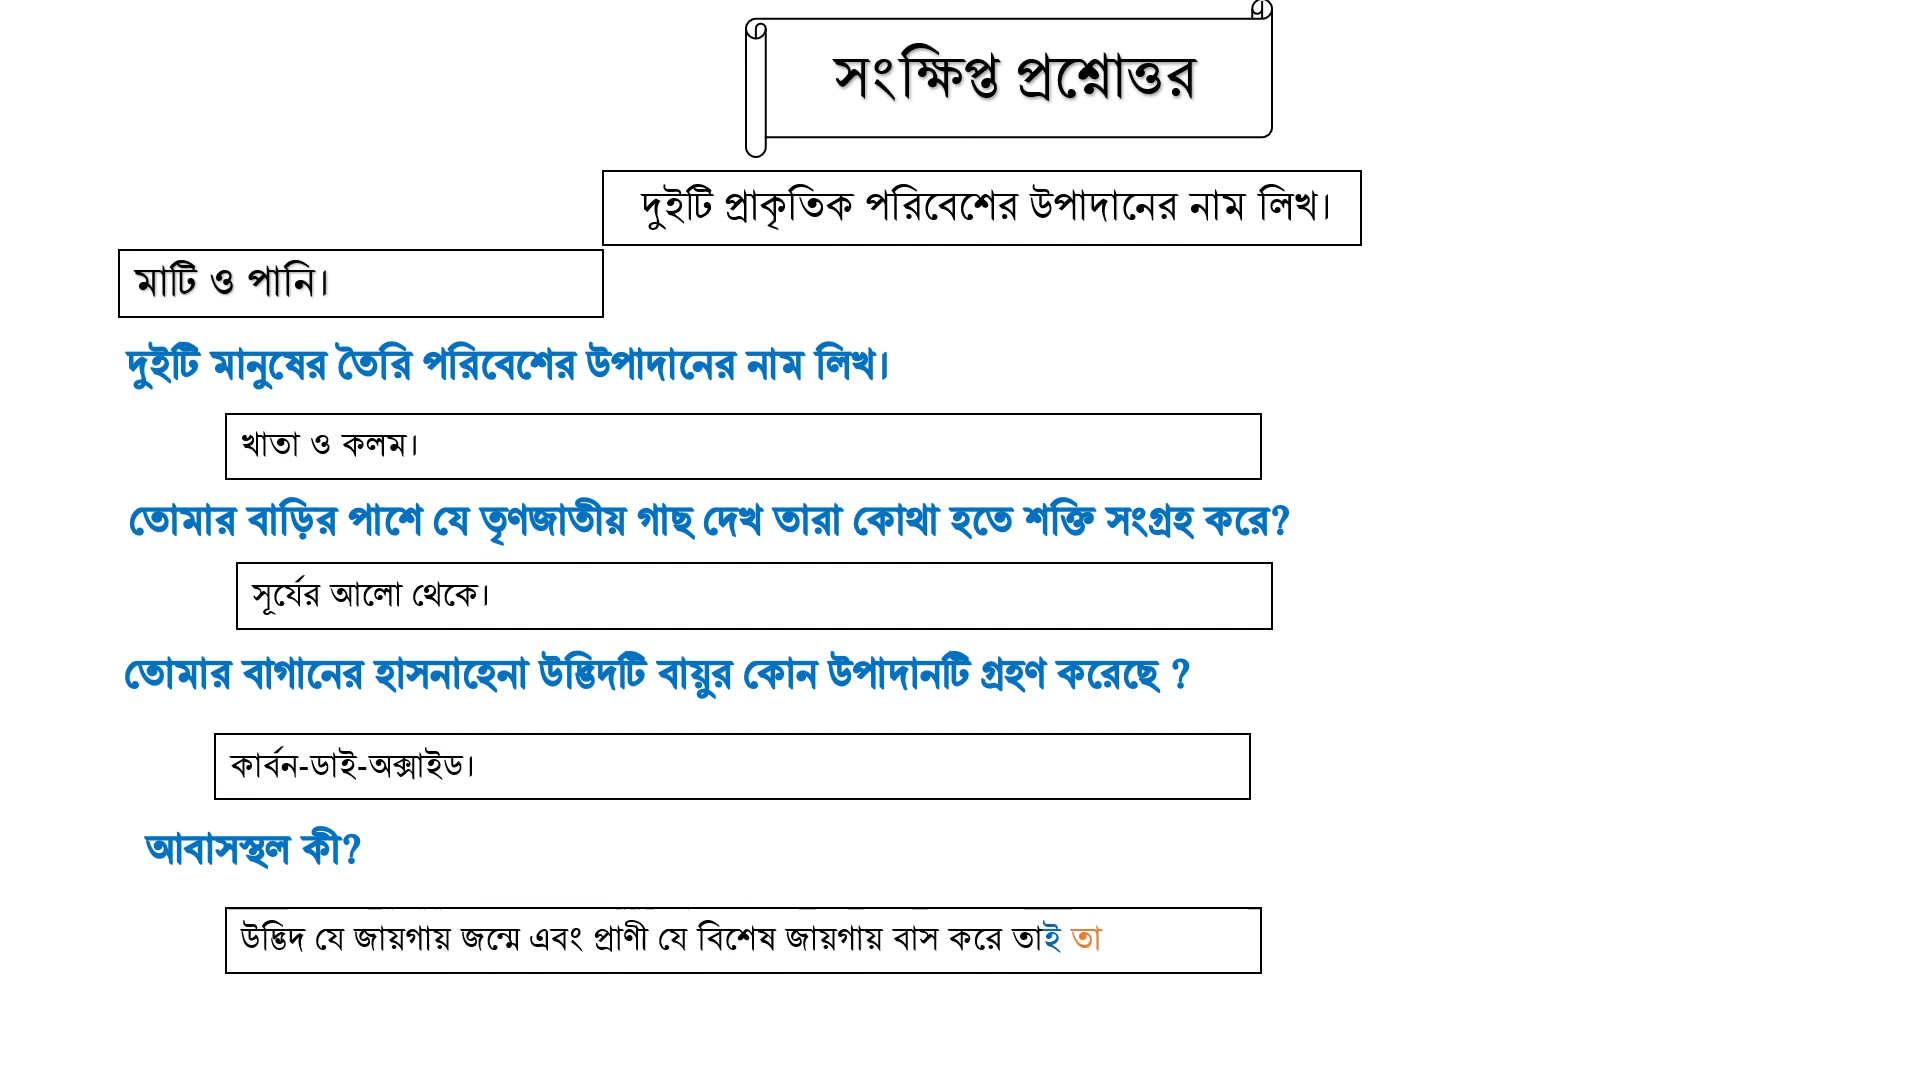 সংক্ষিপ্ত প্রশ্নোত্তর
দুইটি প্রাকৃতিক পরিবেশের উপাদানের নাম লিখ।
মাটি ও পানি।
দুইটি মানুষের তৈরি পরিবেশের উপাদানের নাম লিখ।
খাতা ও কলম।
তোমার বাড়ির পাশে যে তৃণজাতীয় গাছ দেখ তারা কোথা হতে শক্তি সংগ্রহ করে?
সূর্যের আলো থেকে।
তোমার বাগানের হাসনাহেনা উদ্ভিদটি বায়ুর কোন উপাদানটি গ্রহণ করেছে ?
কার্বন-ডাই-অক্সাইড।
আবাসস্থল কী?
উদ্ভিদ যে জায়গায় জন্মে এবং প্রাণী যে বিশেষ জায়গায় বাস করে তাই তা